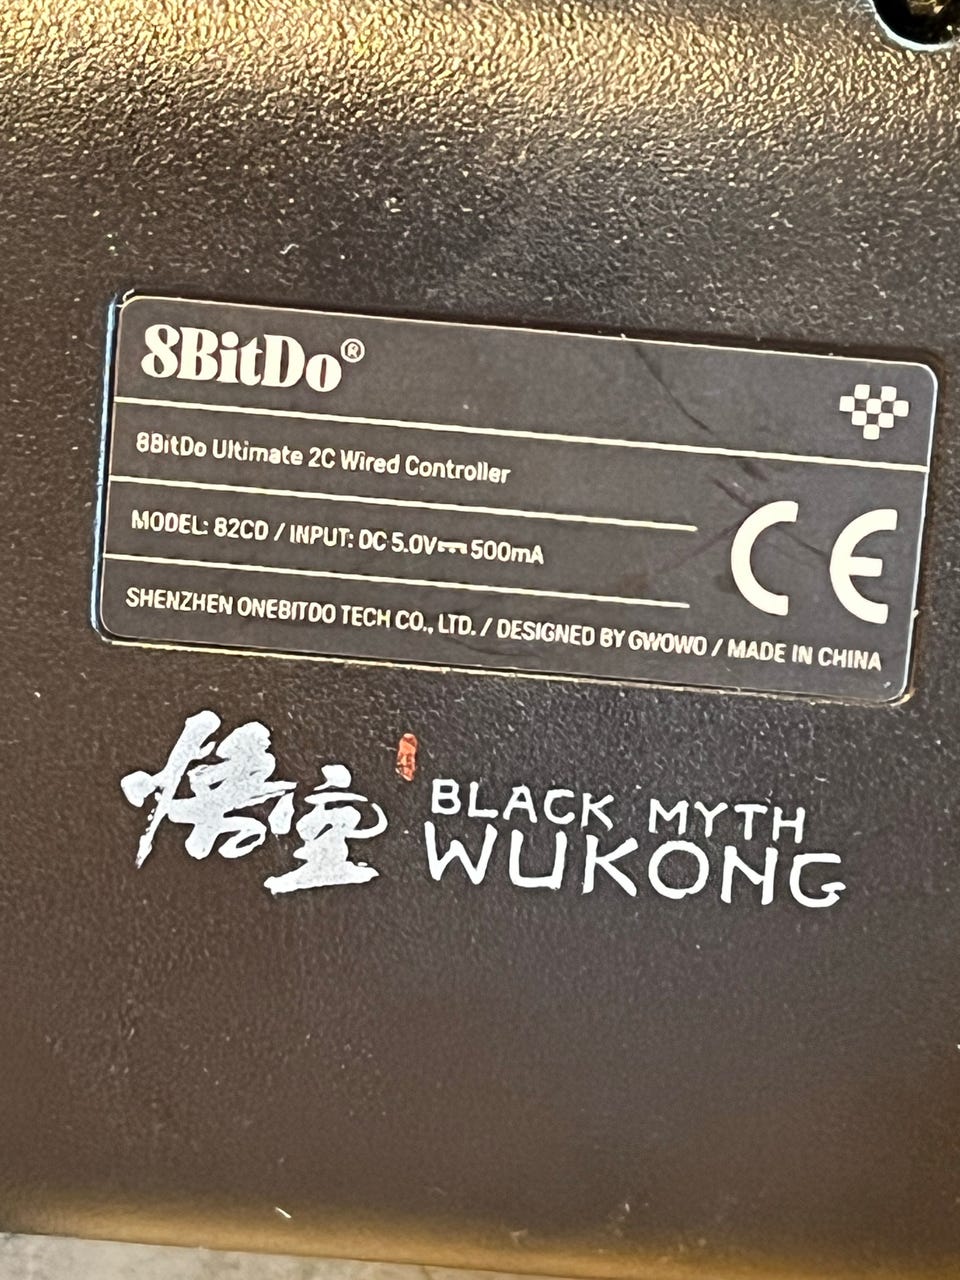 8BitDo®
8BitDo Ultimate 2C Wired Controller
MODEL: 82CD / INPUT: DC 5.0V⎓500mA
CE
SHENZHEN ONEBITDO TECH CO., LTD. / DESIGNED BY GWOWO / MADE IN CHINA
悟空
BLACK MYTH
WUKONG